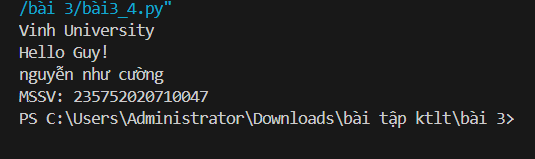 /bài 3/bài3_4.py"
Vinh University
Hello Guy!
nguyễn như cường
MSSV: 235752020710047
PS C:\Users\Administrator\Downloads\bài tập ktlt\bài 3>